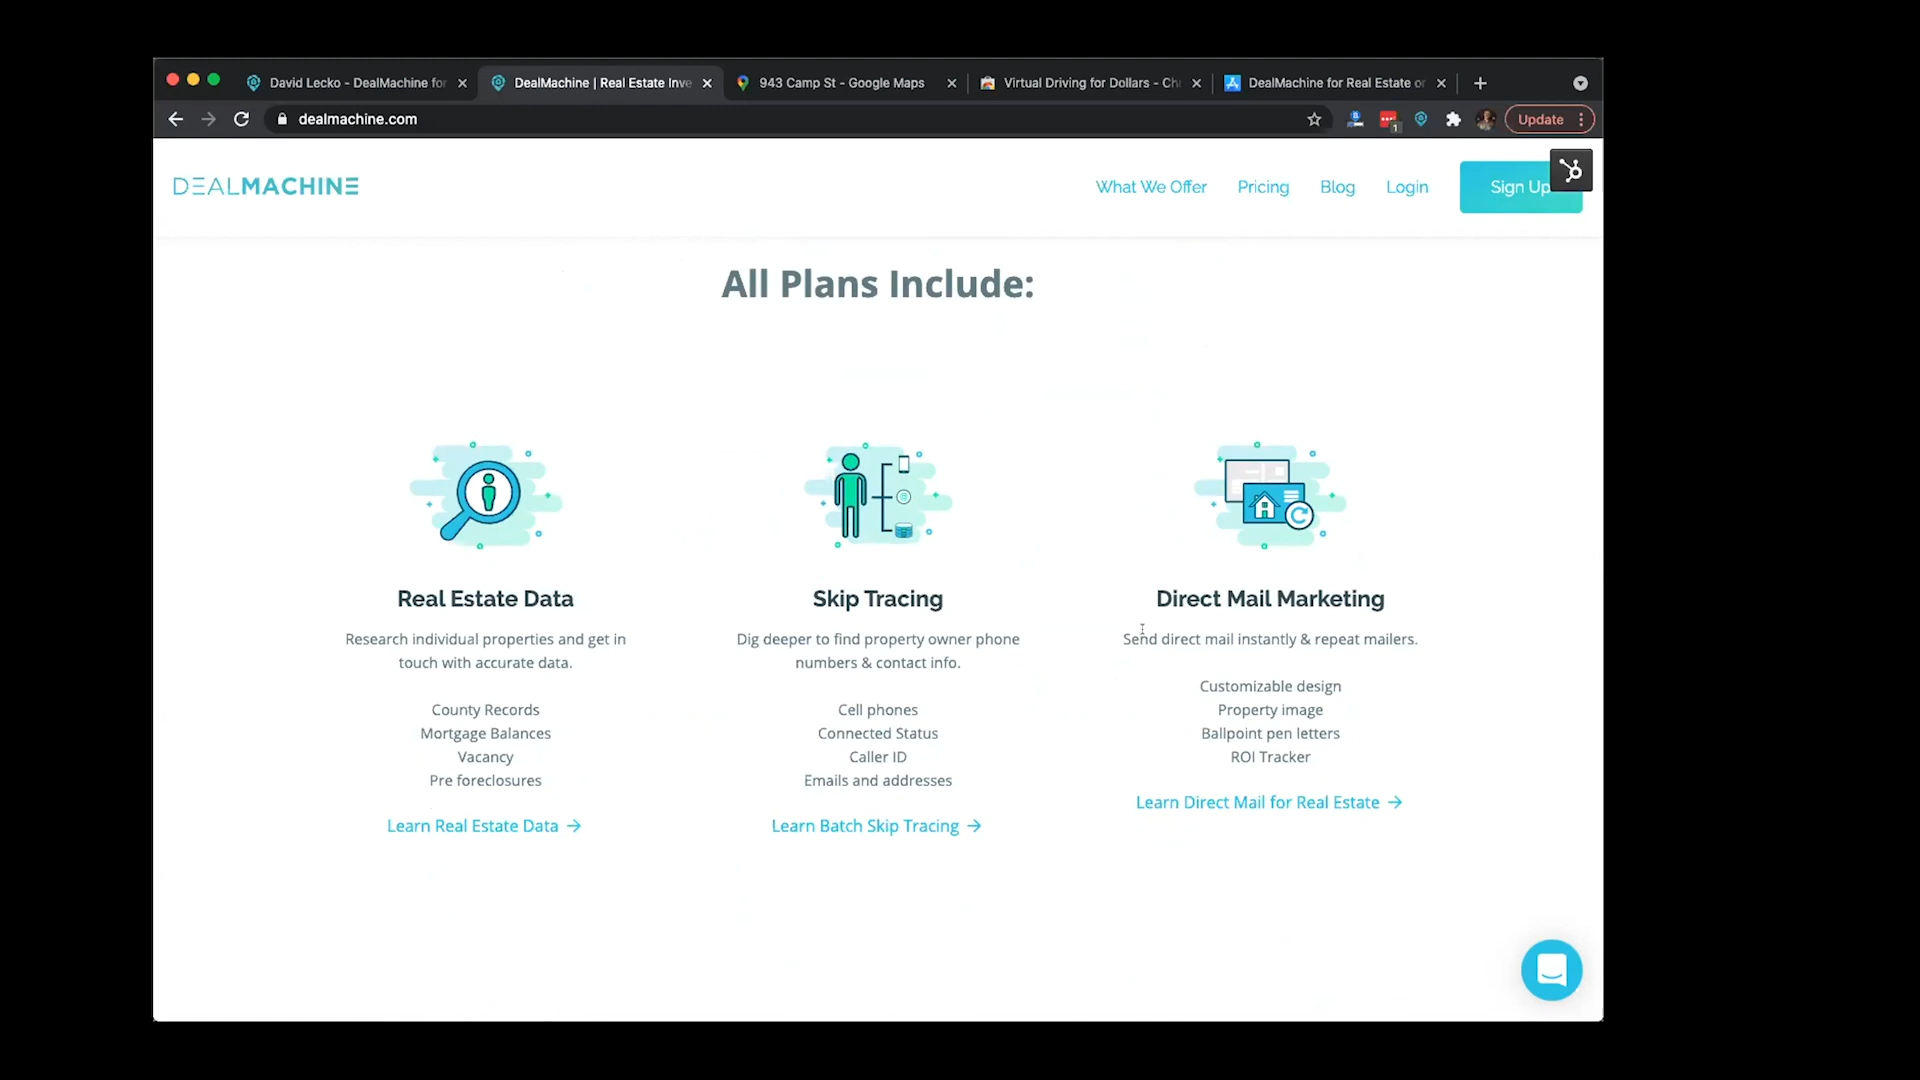 David Lecko - DealMachine for
DealMachine | Real Estate Inve
943 Camp St - Google Maps
Virtual Driving for Dollars - Ch
DealMachine for Real Estate on
dealmachine.com
1
Update
DEALMACHINE
What We Offer
Pricing
Blog
Login
Sign Up
All Plans Include:
Real Estate Data
Research individual properties and get in
touch with accurate data.
County Records
Mortgage Balances
Vacancy
Pre foreclosures
Learn Real Estate Data →
Skip Tracing
Dig deeper to find property owner phone
numbers & contact info.
Cell phones
Connected Status
Caller ID
Emails and addresses
Learn Batch Skip Tracing →
Direct Mail Marketing
Send direct mail instantly & repeat mailers.
Customizable design
Property image
Ballpoint pen letters
ROI Tracker
Learn Direct Mail for Real Estate →